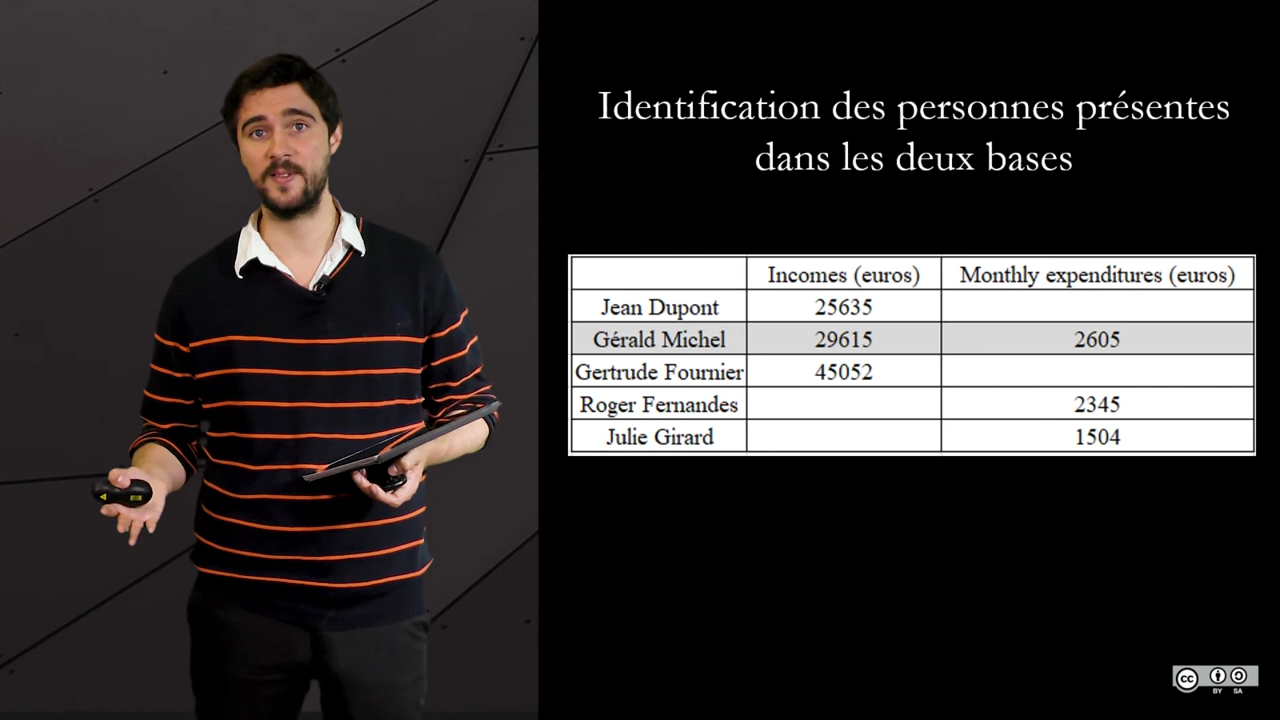 Identification des personnes présentes
dans les deux bases
Incomes (euros) Monthly expenditures (euros)
Jean Dupont 25635
Gérald Michel 29615 2605
Gertrude Fournier 45052
Roger Fernandes 2345
Julie Girard 1504
cc
BY SA